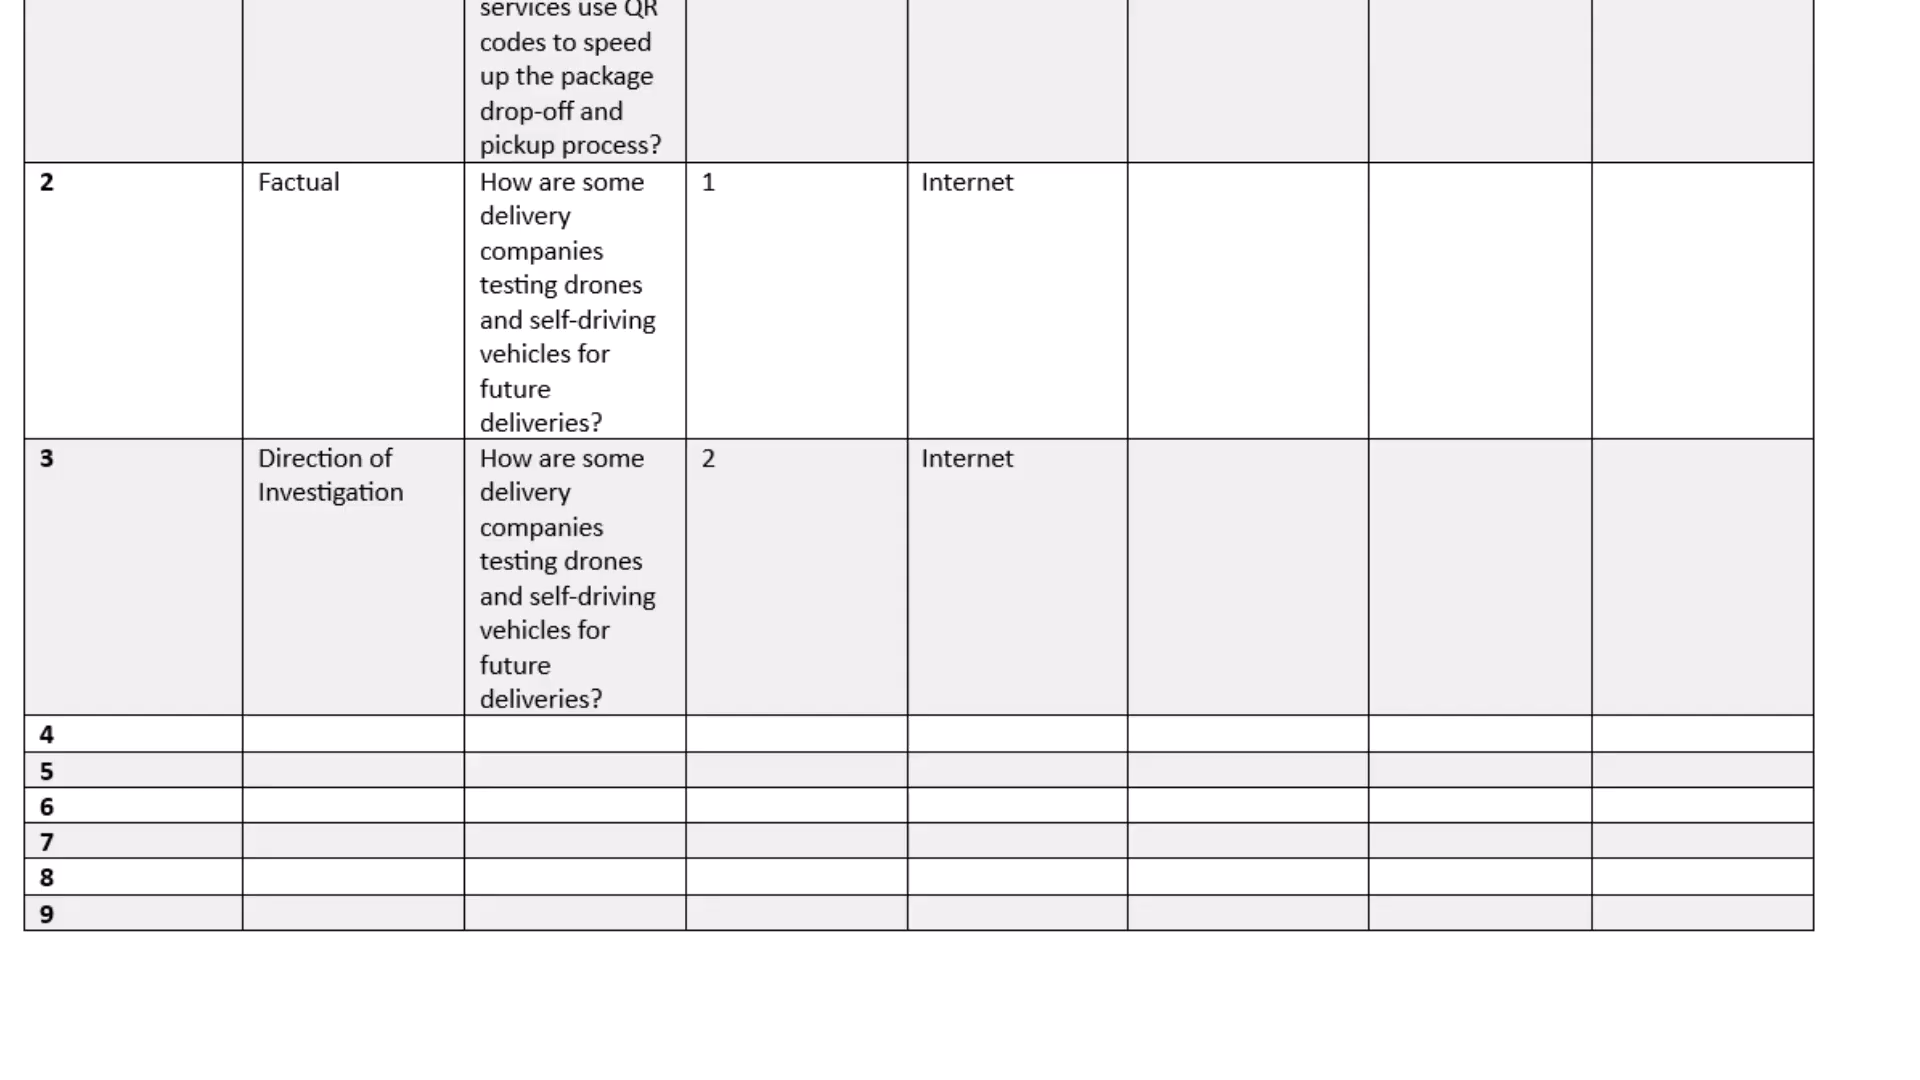 services use QR
codes to speed
up the package
drop-off and
pickup process?
2
Factual
How are some
delivery
companies
testing drones
and self-driving
vehicles for
future
deliveries?
1
Internet
3
Direction of
Investigation
How are some
delivery
companies
testing drones
and self-driving
vehicles for
future
deliveries?
2
Internet
4
5
6
7
8
9